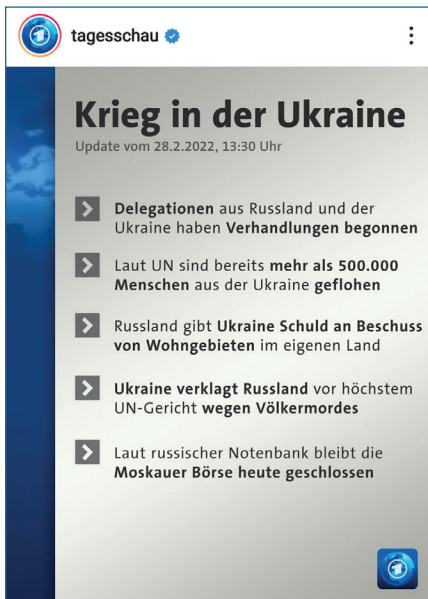 tagesschau
Krieg in der Ukraine
Update vom 28.2.2022, 13:30 Uhr
Delegationen aus Russland und der
Ukraine haben Verhandlungen begonnen
Laut UN sind bereits mehr als 500.000
Menschen aus der Ukraine geflohen
Russland gibt Ukraine Schuld an Beschuss
von Wohngebieten im eigenen Land
Ukraine verklagt Russland vor höchstem
UN-Gericht wegen Völkermordes
Laut russischer Notenbank bleibt die
Moskauer Börse heute geschlossen